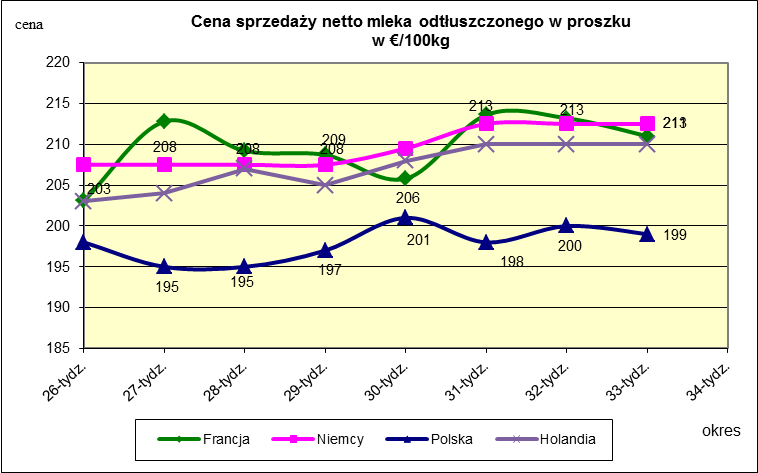 cena
Cena sprzedaży netto mleka odtłuszczonego w proszku
w €/100kg
220
215
210
205
200
195
190
185
203
208
208
209
208
206
213
213
211
195
195
197
201
198
200
199
26-tydz.
27-tydz.
28-tydz.
29-tydz.
30-tydz.
31-tydz.
32-tydz.
33-tydz.
34-tydz.
okres
Francja Niemcy Polska Holandia